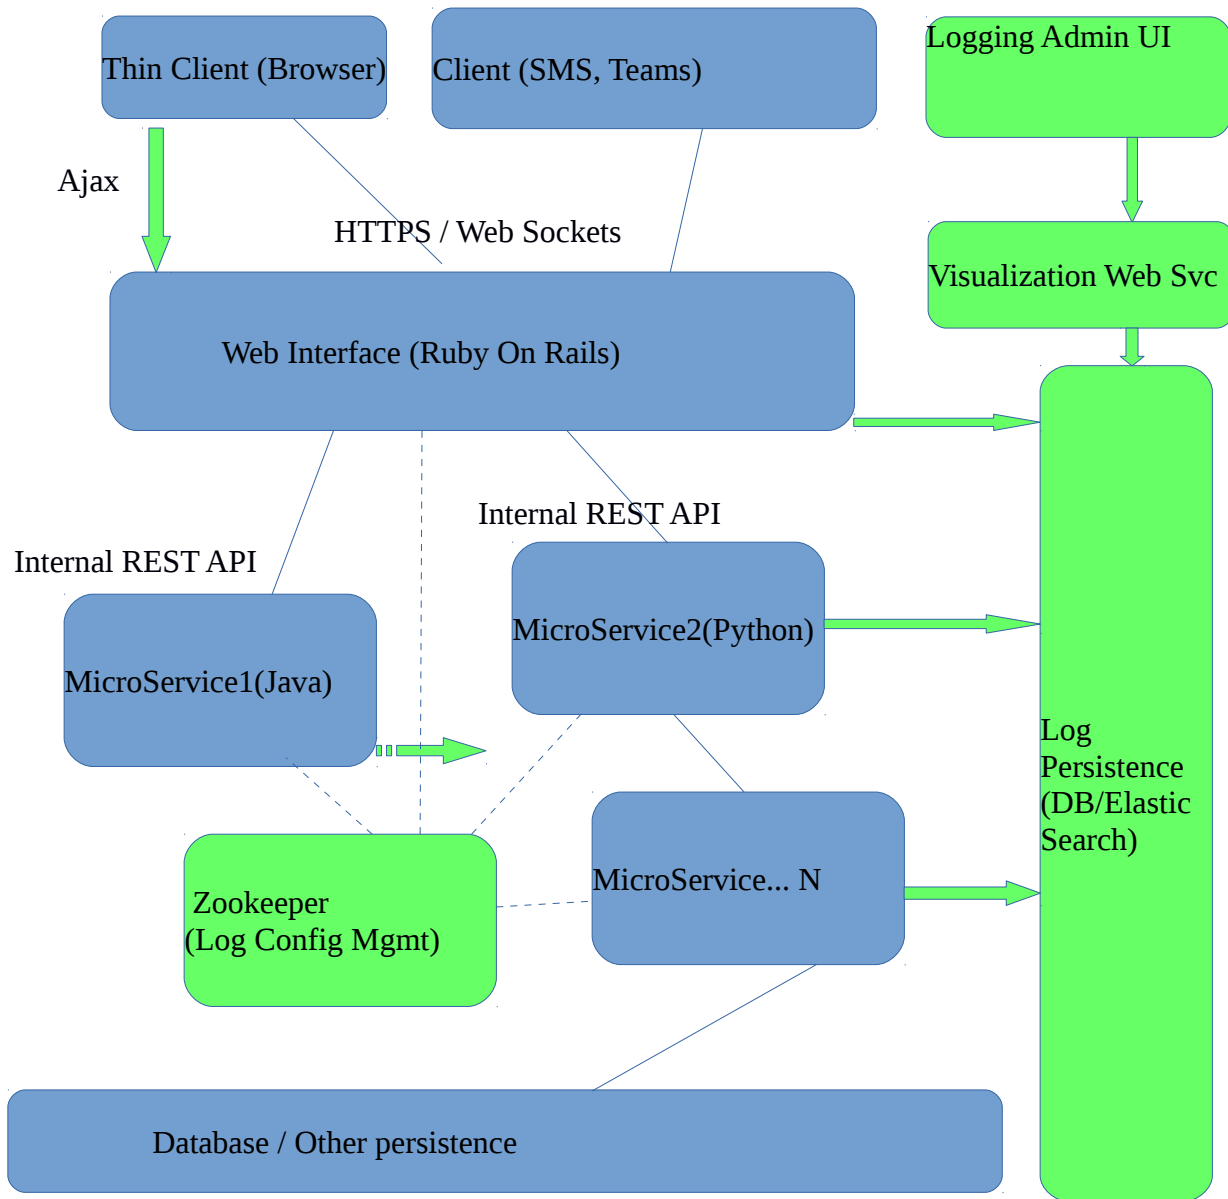 Thin Client (Browser)
Client (SMS, Teams)
Logging Admin UI
Ajax
HTTPS / Web Sockets
Visualization Web Svc
Web Interface (Ruby On Rails)
Internal REST API
Internal REST API
MicroService2(Python)
MicroService1(Java)
Log
Persistence
(DB/Elastic
Search)
MicroService... N
Zookeeper
(Log Config Mgmt)
Database / Other persistence